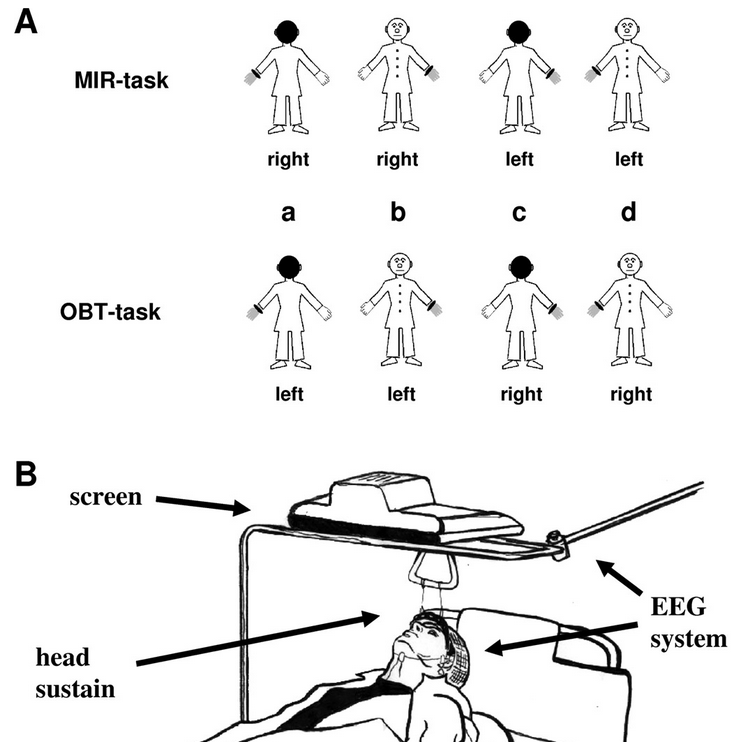 A
MIR-task
right right left left
a b c d
OBT-task
left left right right
B
screen
EEG
system
head
sustain